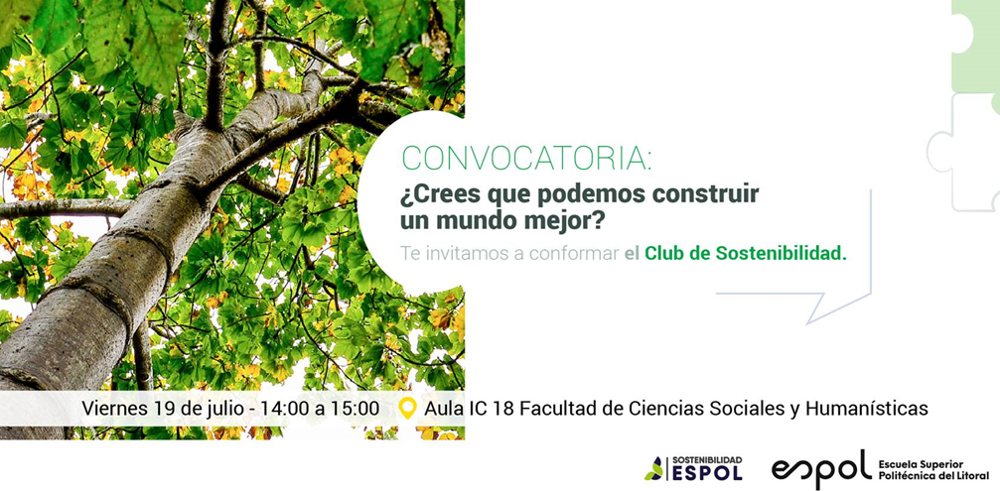 CONVOCATORIA:
¿Crees que podemos construir
un mundo mejor?
Te invitamos a conformar el Club de Sostenibilidad.
Viernes 19 de julio - 14:00 a 15:00 Aula IC 18 Facultad de Ciencias Sociales y Humanísticas
SOSTENIBILIDAD
ESPOL
espol
Escuela Superior
Politécnica del Litoral